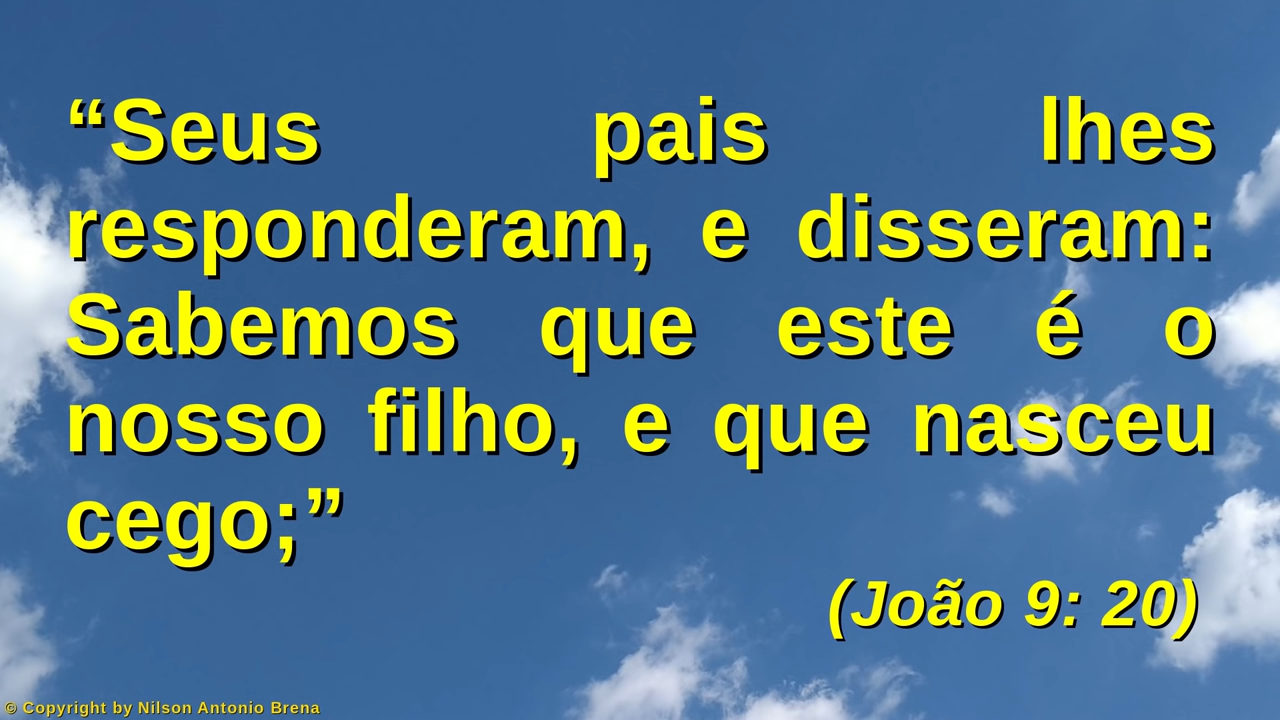 “Seus pais lhes
responderam, e disseram:
Sabemos que este é o
nosso filho, e que nasceu
cego;”
(João 9: 20)
© Copyright by Nilson Antonio Brena